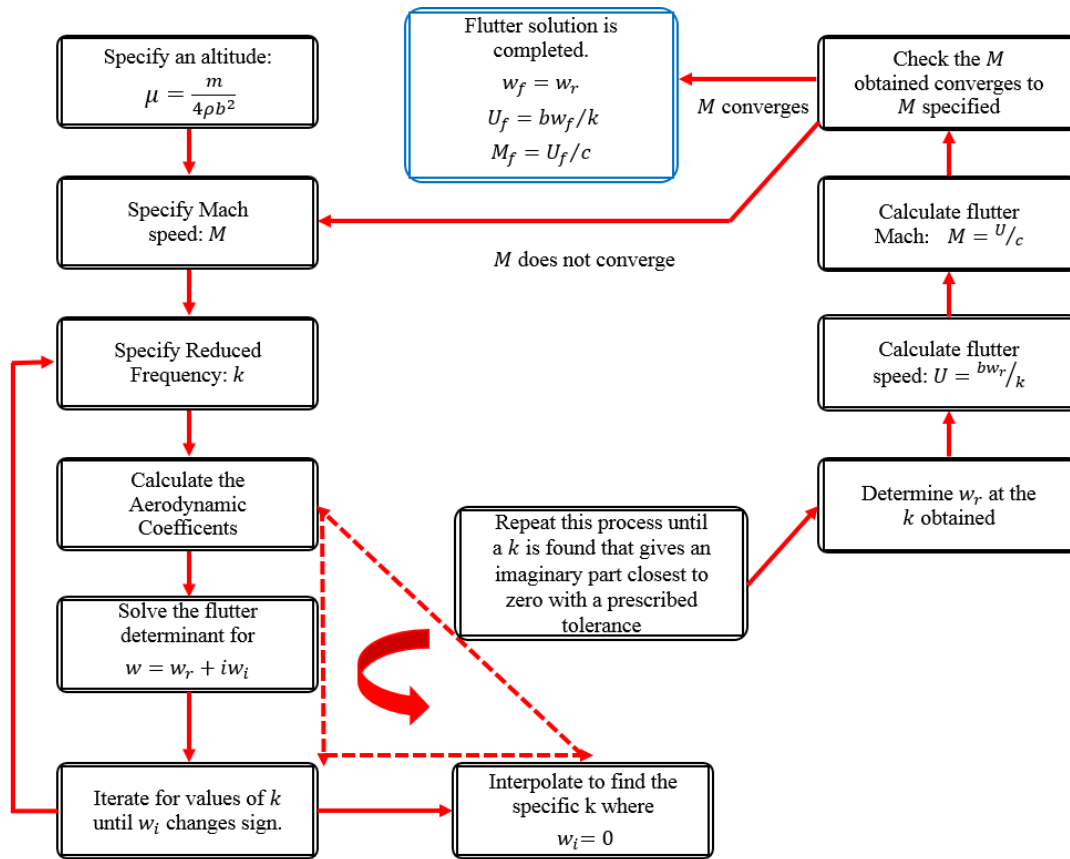 Specify an altitude:
μ = m/4ρb²
Specify Mach
speed: M
Specify Reduced
Frequency: k
Calculate the
Aerodynamic
Coefficents
Solve the flutter
determinant for
w = w_r + iw_i
Iterate for values of k
until w_i changes sign.
Interpolate to find the
specific k where
w_i = 0
Repeat this process until
a k is found that gives an
imaginary part closest to
zero with a prescribed
tolerance
Determine w_r at the
k obtained
Calculate flutter
speed: U = bw_r/k
Calculate flutter
Mach: M = U/c
Check the M
obtained converges to
M specified
M converges
M does not converge
Flutter solution is
completed.
w_f = w_r
U_f = bw_f/k
M_f = U_f/c